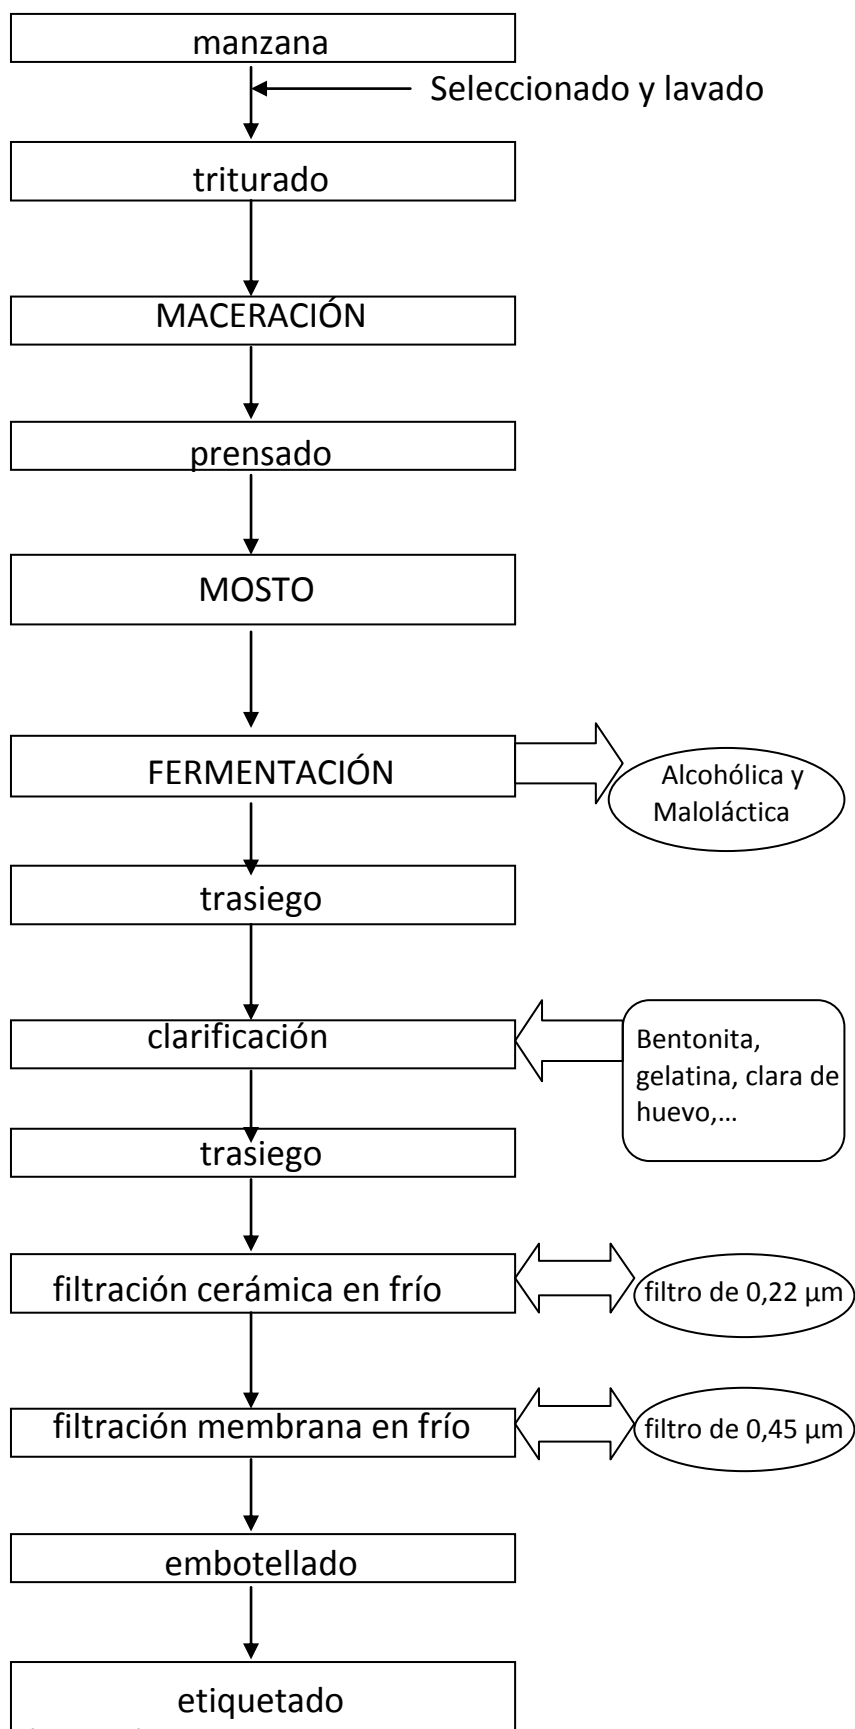 manzana
Seleccionado y lavado
triturado
MACERACIÓN
prensado
MOSTO
FERMENTACIÓN
Alcohólica y
Maloláctica
trasiego
clarificación
Bentonita,
gelatina, clara de
huevo,...
trasiego
filtración cerámica en frío
filtro de 0,22 µm
filtración membrana en frío
filtro de 0,45 µm
embotellado
etiquetado